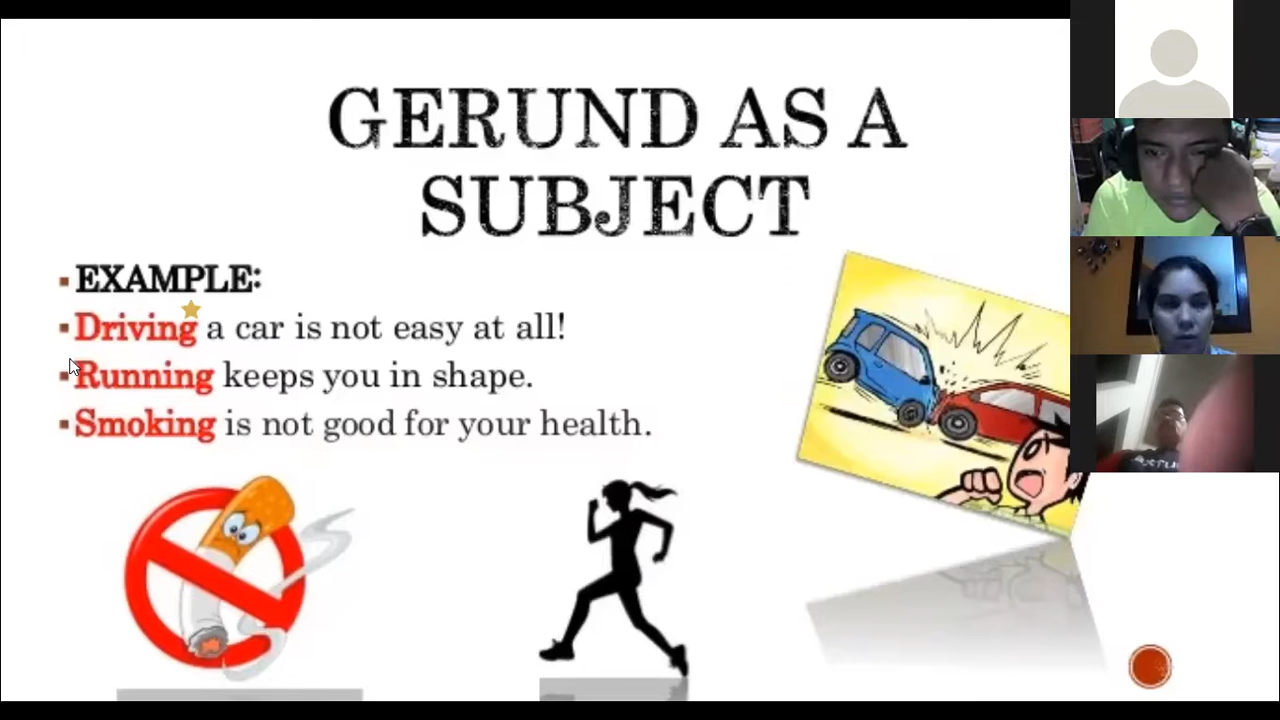 GERUND AS A
SUBJECT
EXAMPLE:
Driving a car is not easy at all!
Running keeps you in shape.
Smoking is not good for your health.